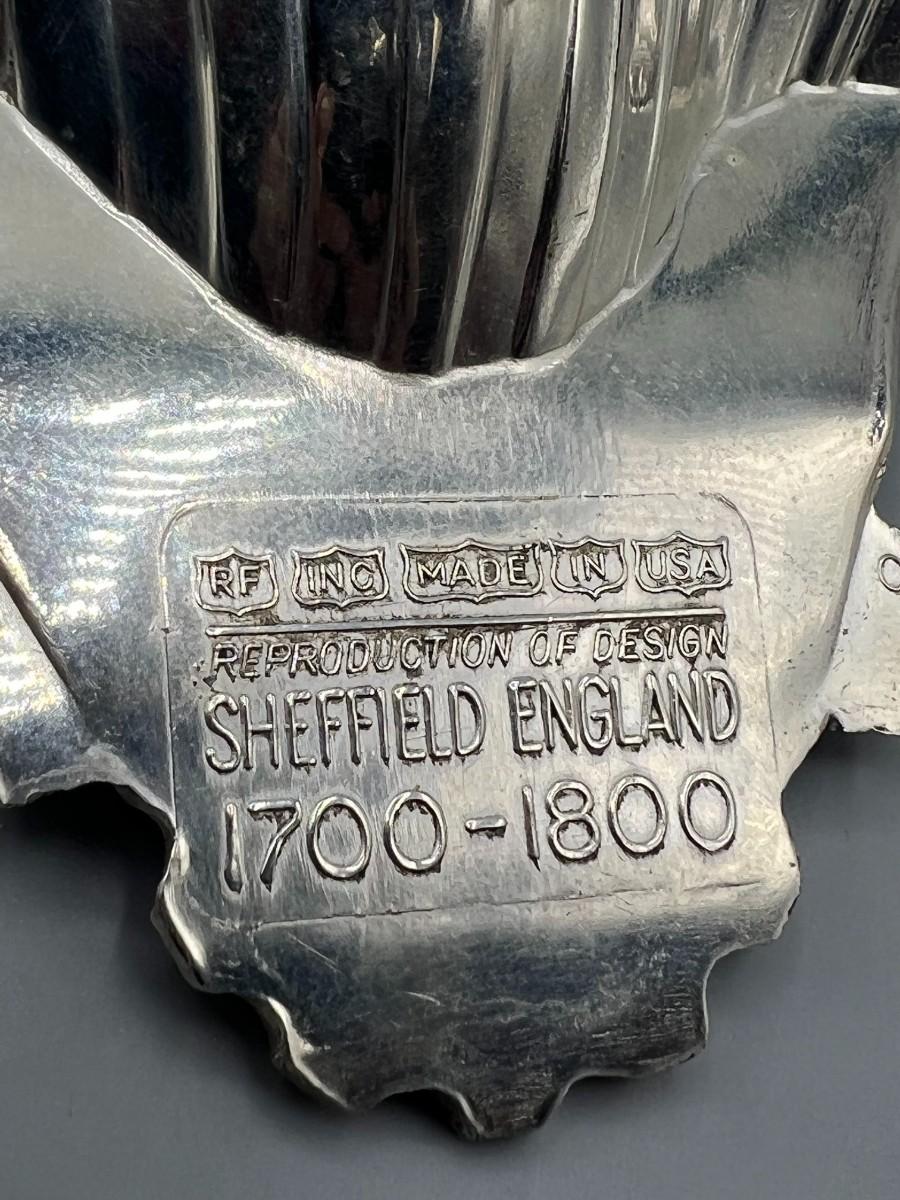 RF INC MADE IN USA
REPRODUCTION OF DESIGN
SHEFFIELD ENGLAND
1700-1800